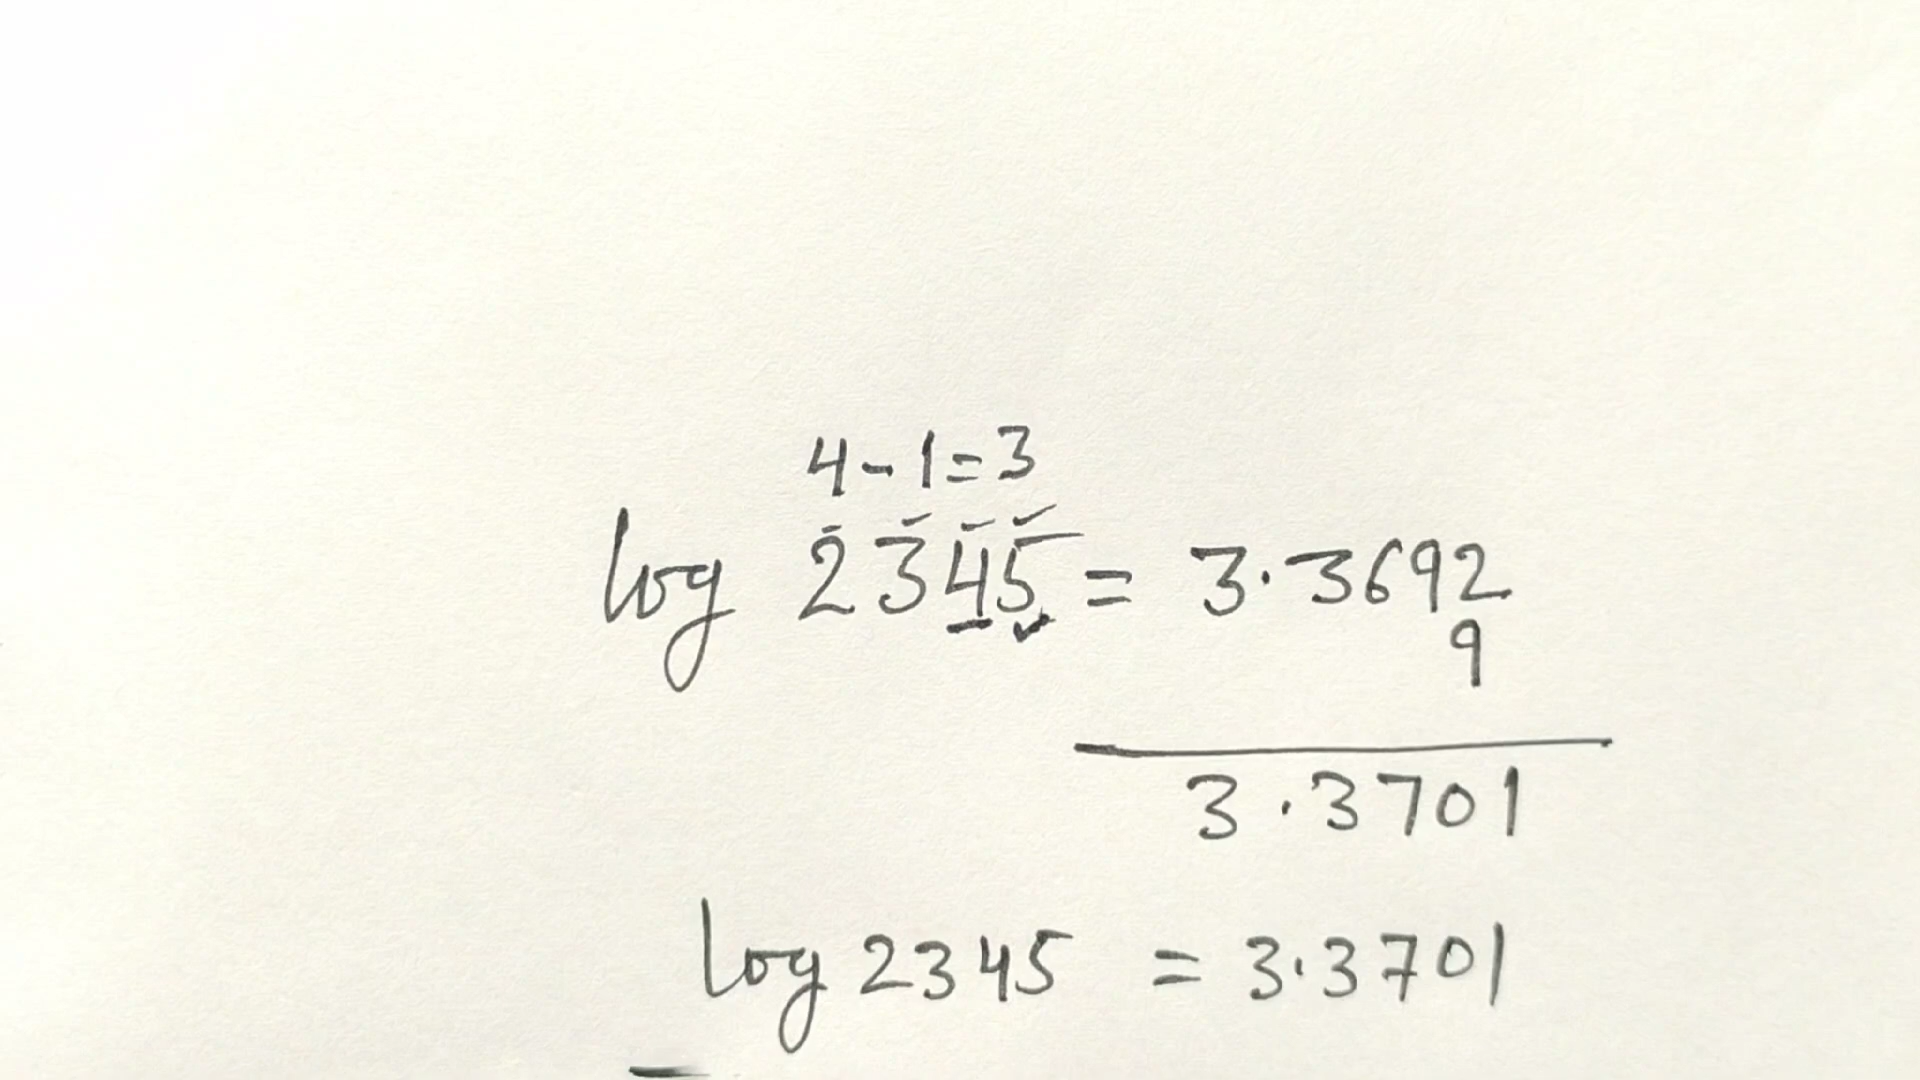 4-1=3
log 2345 = 3.3692
9
3.3701
log 2345 = 3.3701